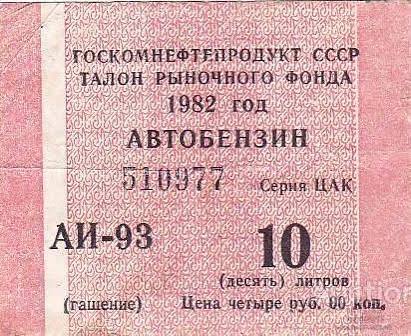 ГОСКОМНЕФТЕПРОДУКТ СССР
ТАЛОН РЫНОЧНОГО ФОНДА
1982 год
АВТОБЕНЗИН
510977 Серия ЦАК
АИ-93 10
(десять) литров
(гашение) Цена четыре руб. 00 коп.